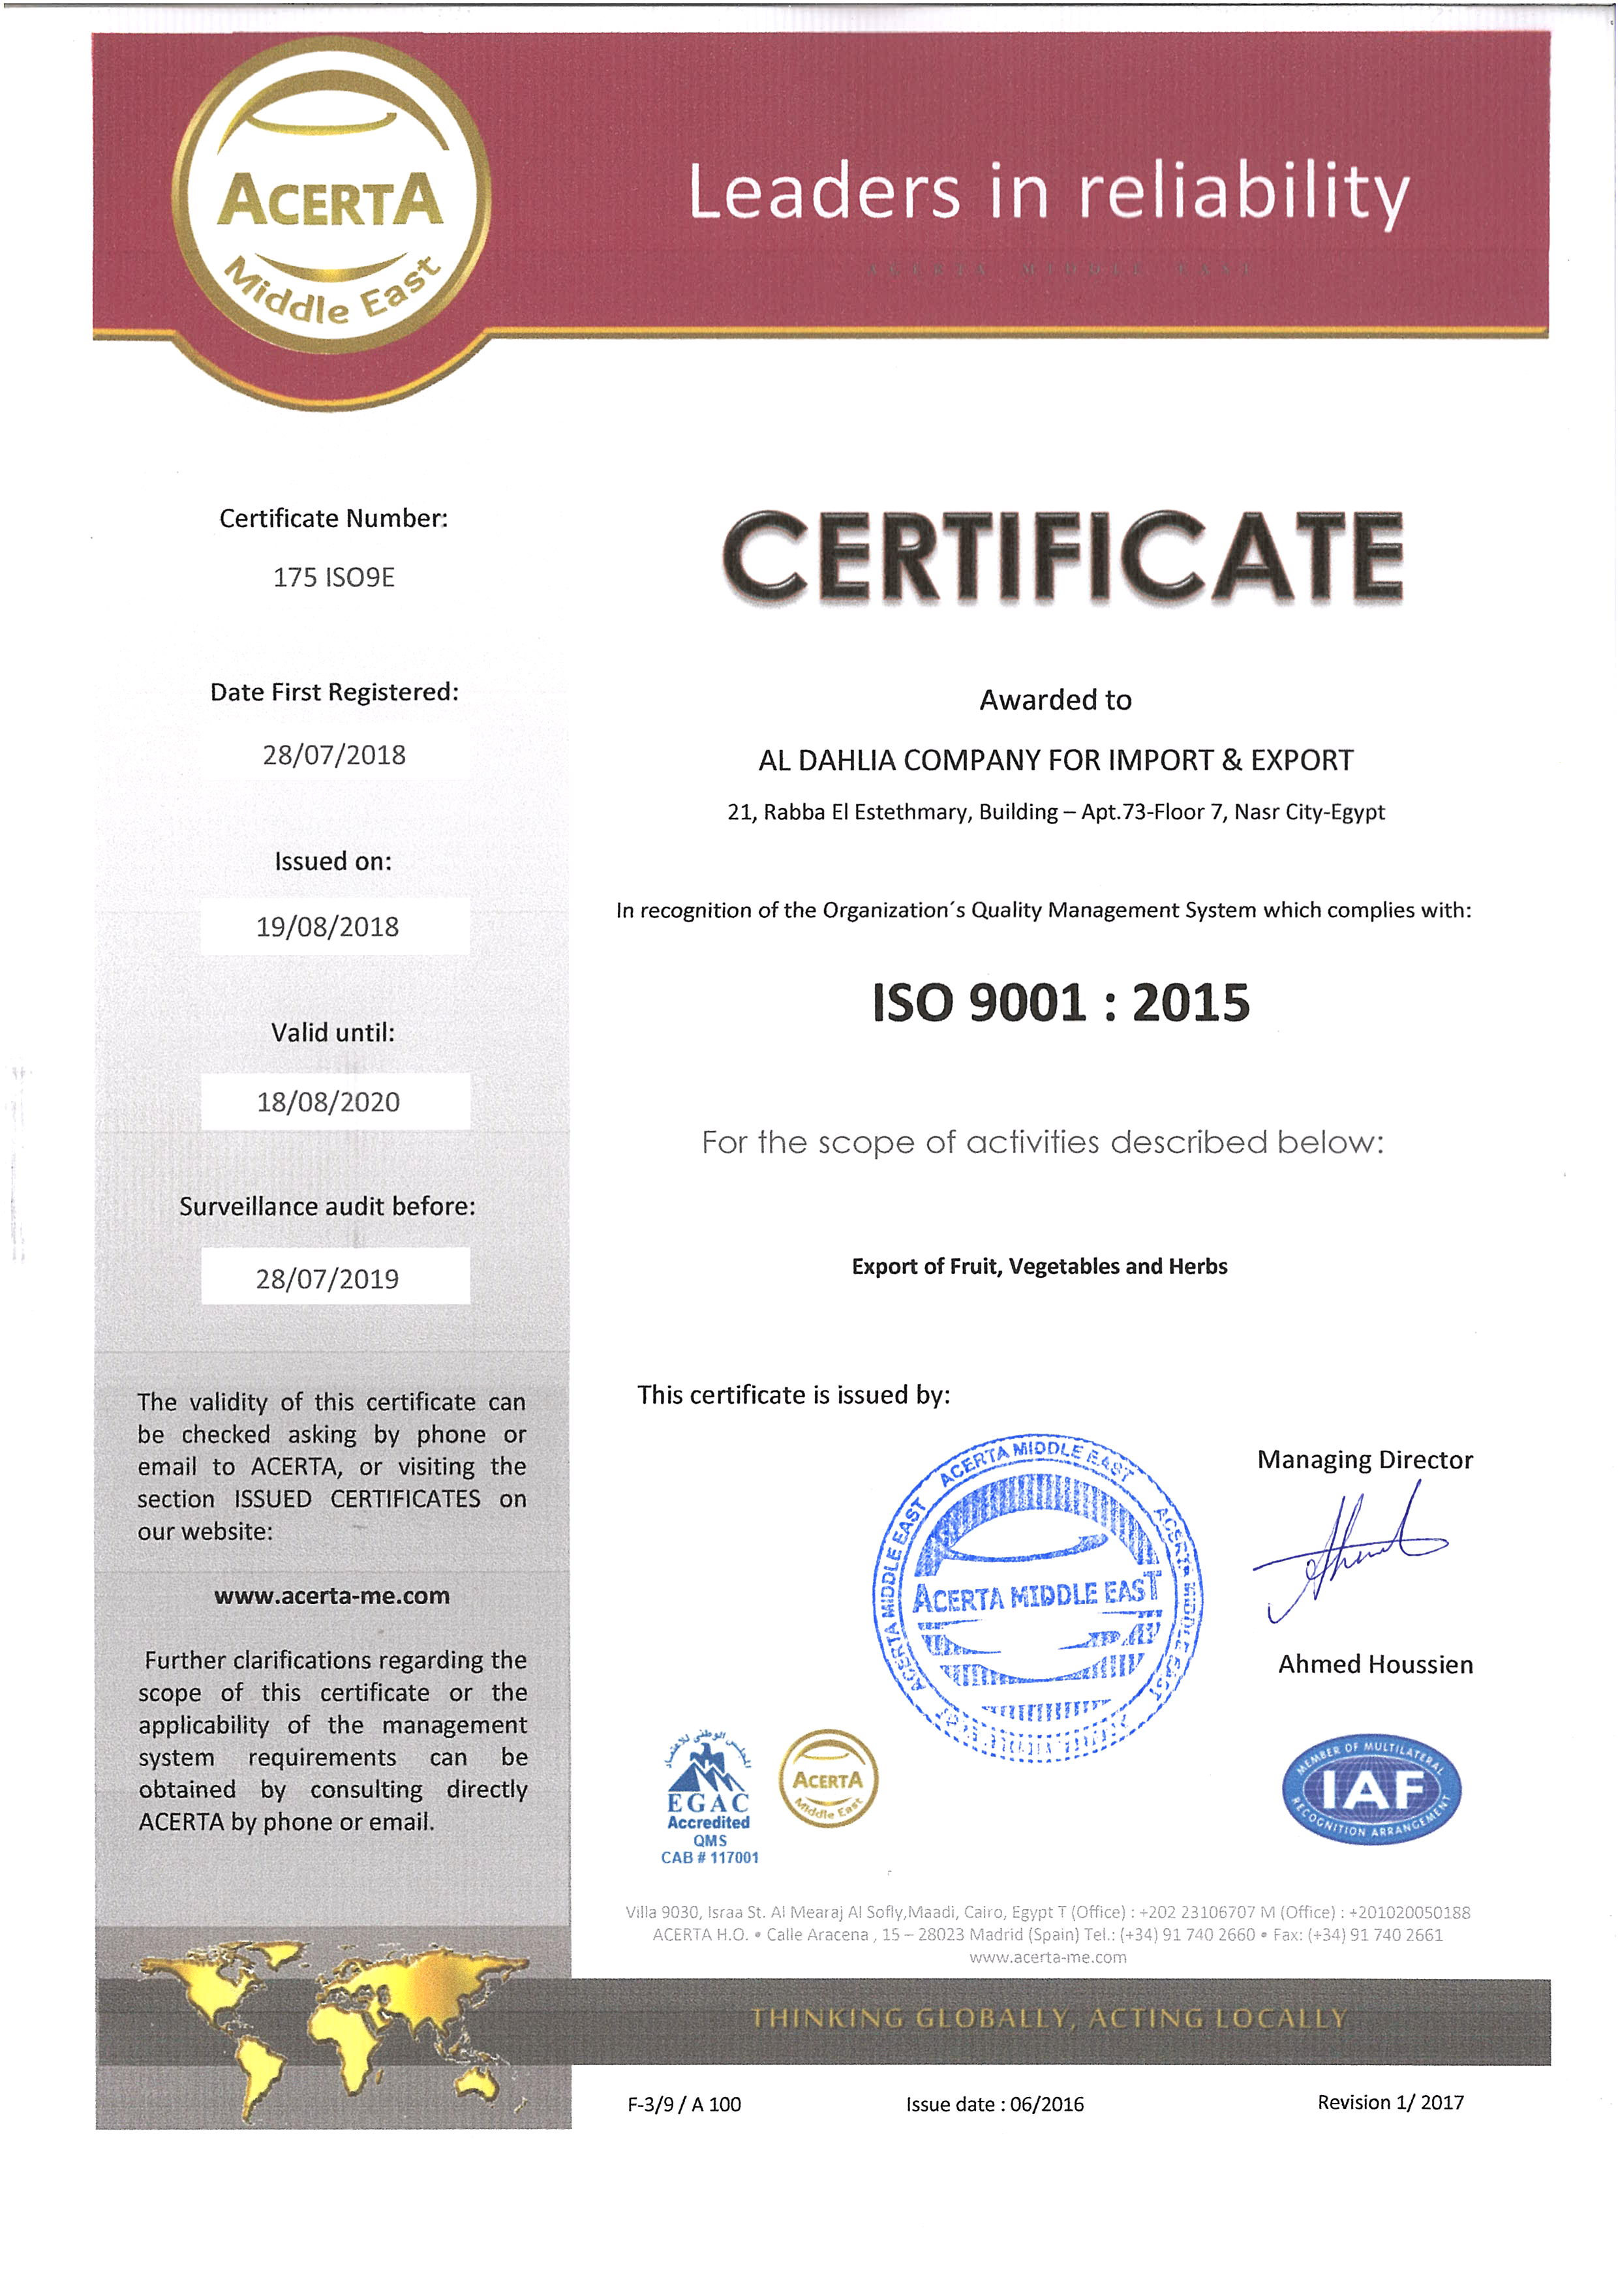 ACERTA
Middle East
Leaders in reliability
ACERTA MIDDLE EAST
Certificate Number:
175 ISO9E
Date First Registered:
28/07/2018
Issued on:
19/08/2018
Valid until:
18/08/2020
Surveillance audit before:
28/07/2019
The validity of this certificate can
be checked asking by phone or
email to ACERTA, or visiting the
section ISSUED CERTIFICATES on
our website:
www.acerta-me.com
Further clarifications regarding the
scope of this certificate or the
applicability of the management
system requirements can be
obtained by consulting directly
ACERTA by phone or email.
CERTIFICATE
Awarded to
AL DAHLIA COMPANY FOR IMPORT & EXPORT
21, Rabba El Estethmary, Building – Apt.73-Floor 7, Nasr City-Egypt
In recognition of the Organization´s Quality Management System which complies with:
ISO 9001 : 2015
For the scope of activities described below:
Export of Fruit, Vegetables and Herbs
This certificate is issued by:
ACERTA MIDDLE EAST ACERTA MIDDLE EAST ACERTA MIDDLE EAST
ACERTA MIDDLE EAST
Managing Director
Ahmed Houssien
المجلس الوطني للاعتماد
EGAC
Accredited
QMS
CAB # 117001
ACERTA
Middle East
MEMBER OF MULTILATERAL
IAF
RECOGNITION ARRANGEMENT
Villa 9030, Israa St. Al Mearaj Al Sofly,Maadi, Cairo, Egypt T (Office) : +202 23106707 M (Office) : +201020050188
ACERTA H.O. • Calle Aracena , 15 – 28023 Madrid (Spain) Tel.: (+34) 91 740 2660 • Fax: (+34) 91 740 2661
www.acerta-me.com
THINKING GLOBALLY, ACTING LOCALLY
F-3/9 / A 100
Issue date : 06/2016
Revision 1/ 2017